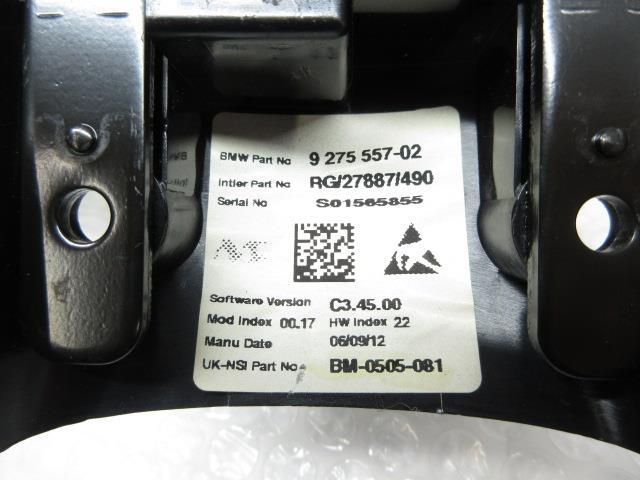 BMW Part No 9 275 557-02
Intier Part No RG/27887/490
Serial No S01565855
Software Version C3.45.00
Mod Index 00.17 HW Index 22
Manu Date 06/09/12
UK-NSI Part No BM-0505-081